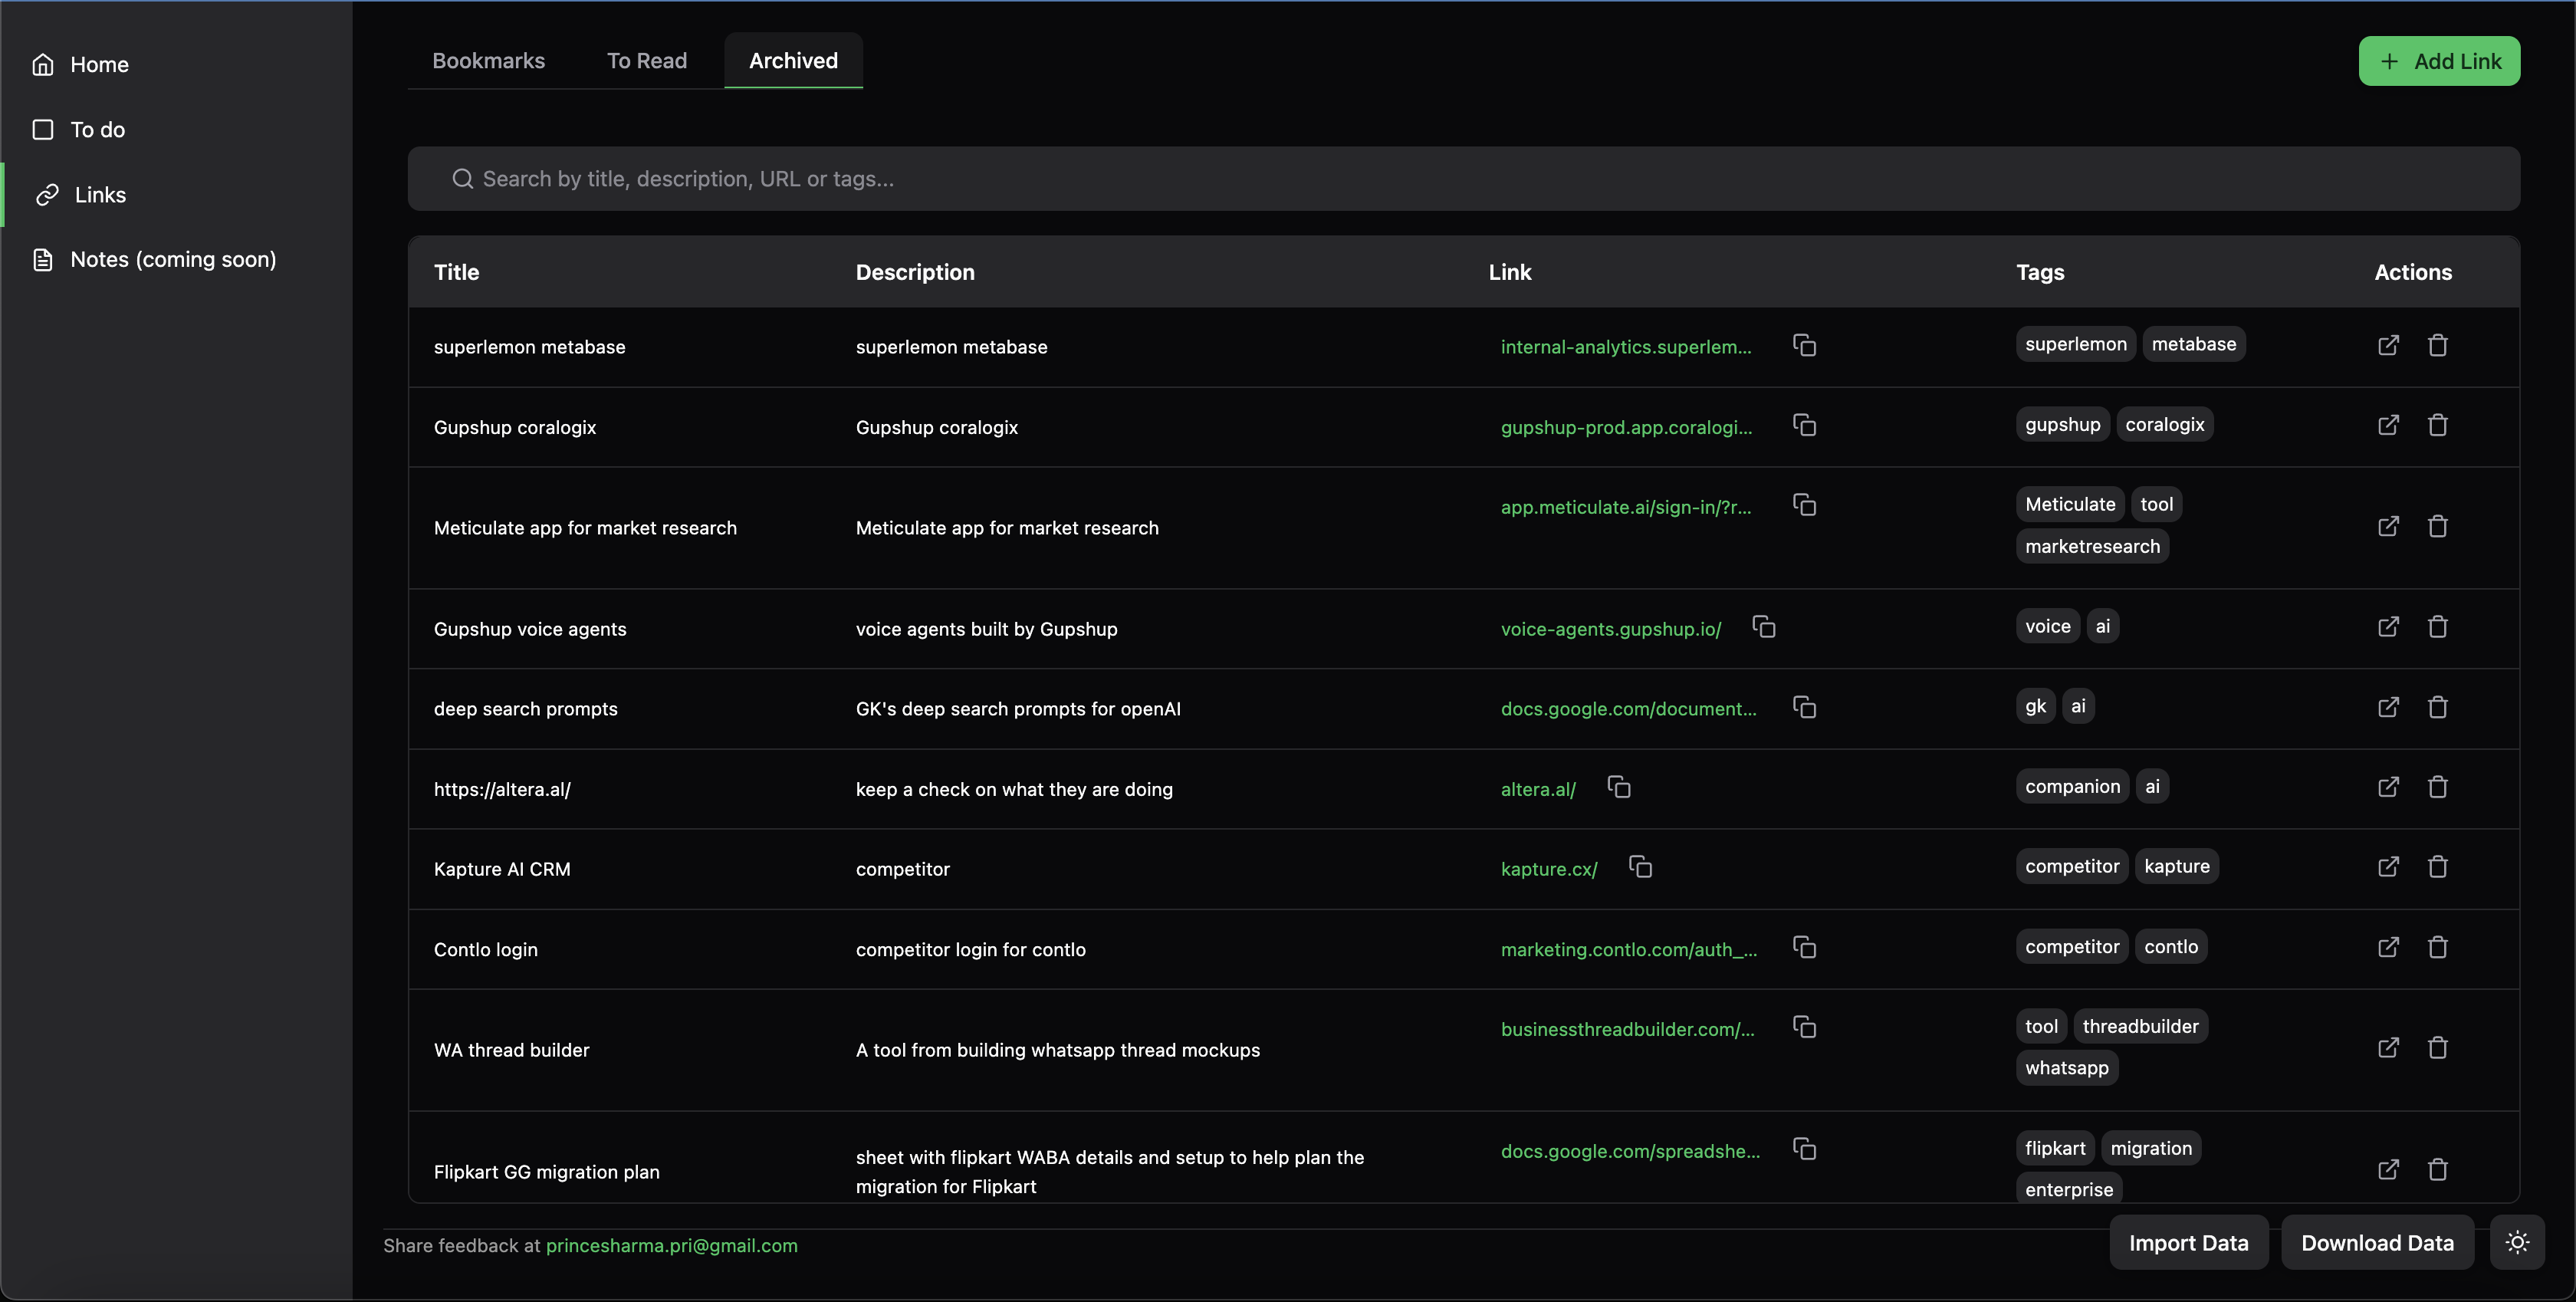 Home
To do
Links
Notes (coming soon)
Bookmarks To Read Archived
Add Link
Search by title, description, URL or tags...
Title Description Link Tags Actions
superlemon metabase superlemon metabase internal-analytics.superlem... superlemon metabase
Gupshup coralogix Gupshup coralogix gupshup-prod.app.coralogi... gupshup coralogix
Meticulate app for market research Meticulate app for market research app.meticulate.ai/sign-in/?r... Meticulate tool
marketresearch
Gupshup voice agents voice agents built by Gupshup voice-agents.gupshup.io/ voice ai
deep search prompts GK's deep search prompts for openAI docs.google.com/document... gk ai
https://altera.al/ keep a check on what they are doing altera.al/ companion ai
Kapture AI CRM competitor kapture.cx/ competitor kapture
Contlo login competitor login for contlo marketing.contlo.com/auth_... competitor contlo
WA thread builder A tool from building whatsapp thread mockups businessthreadbuilder.com/... tool threadbuilder
whatsapp
Flipkart GG migration plan sheet with flipkart WABA details and setup to help plan the docs.google.com/spreadshe... flipkart migration
migration for Flipkart enterprise
Share feedback at princesharma.pri@gmail.com
Import Data Download Data